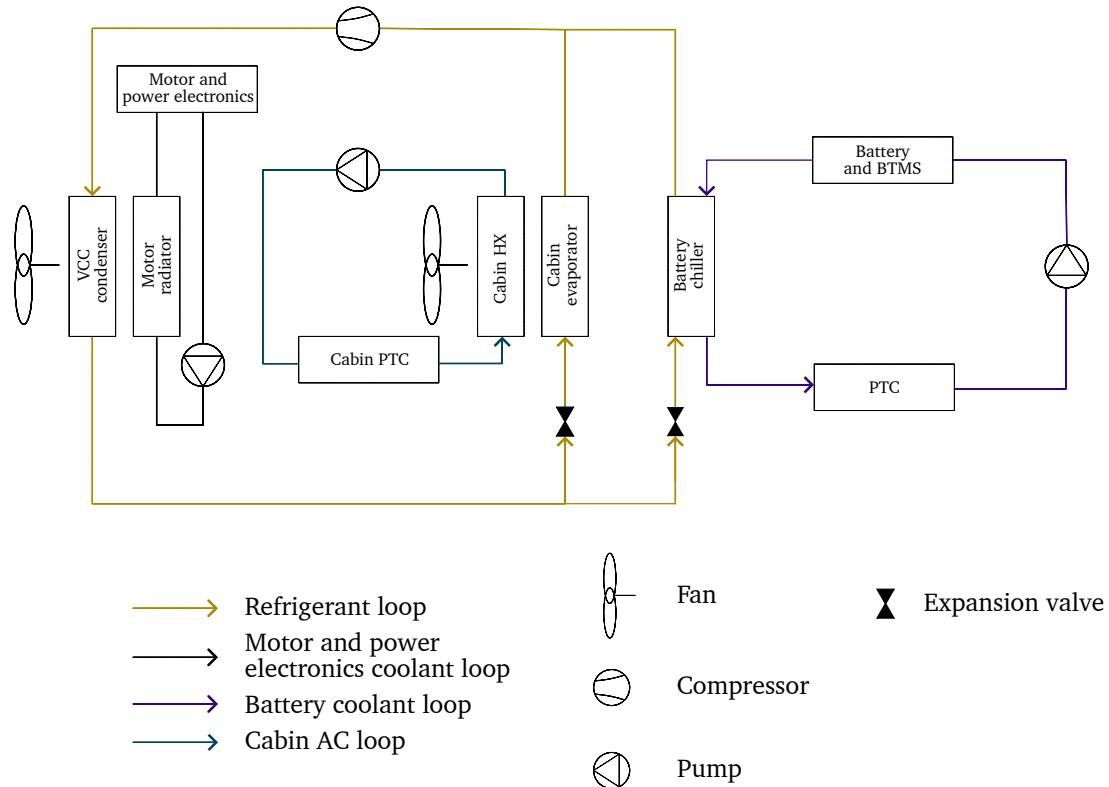 Motor and
power electronics
Battery
and BTMS
VCC
condenser
Motor
radiator
Cabin HX
Cabin
evaporator
Battery
chiller
Cabin PTC
PTC
Refrigerant loop
Motor and power
electronics coolant loop
Battery coolant loop
Cabin AC loop
Fan
Compressor
Pump
Expansion valve